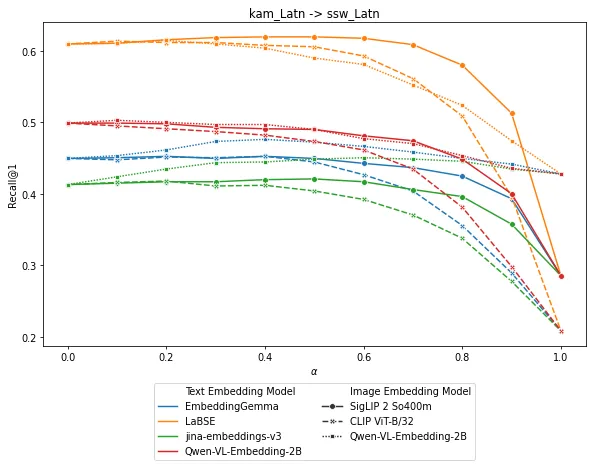 kam_Latn -> ssw_Latn
Recall@1
0.6
0.5
0.4
0.3
0.2
0.0
0.2
0.4
0.6
0.8
1.0
α
Text Embedding Model
EmbeddingGemma
LaBSE
jina-embeddings-v3
Qwen-VL-Embedding-2B
Image Embedding Model
SigLIP 2 So400m
CLIP ViT-B/32
Qwen-VL-Embedding-2B